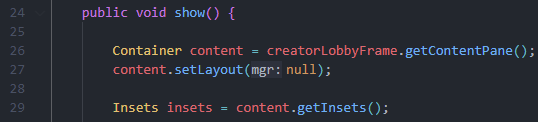 24 public void show() {
25
26 Container content = creatorLobbyFrame.getContentPane();
27 content.setLayout(mgr: null);
28
29 Insets insets = content.getInsets();